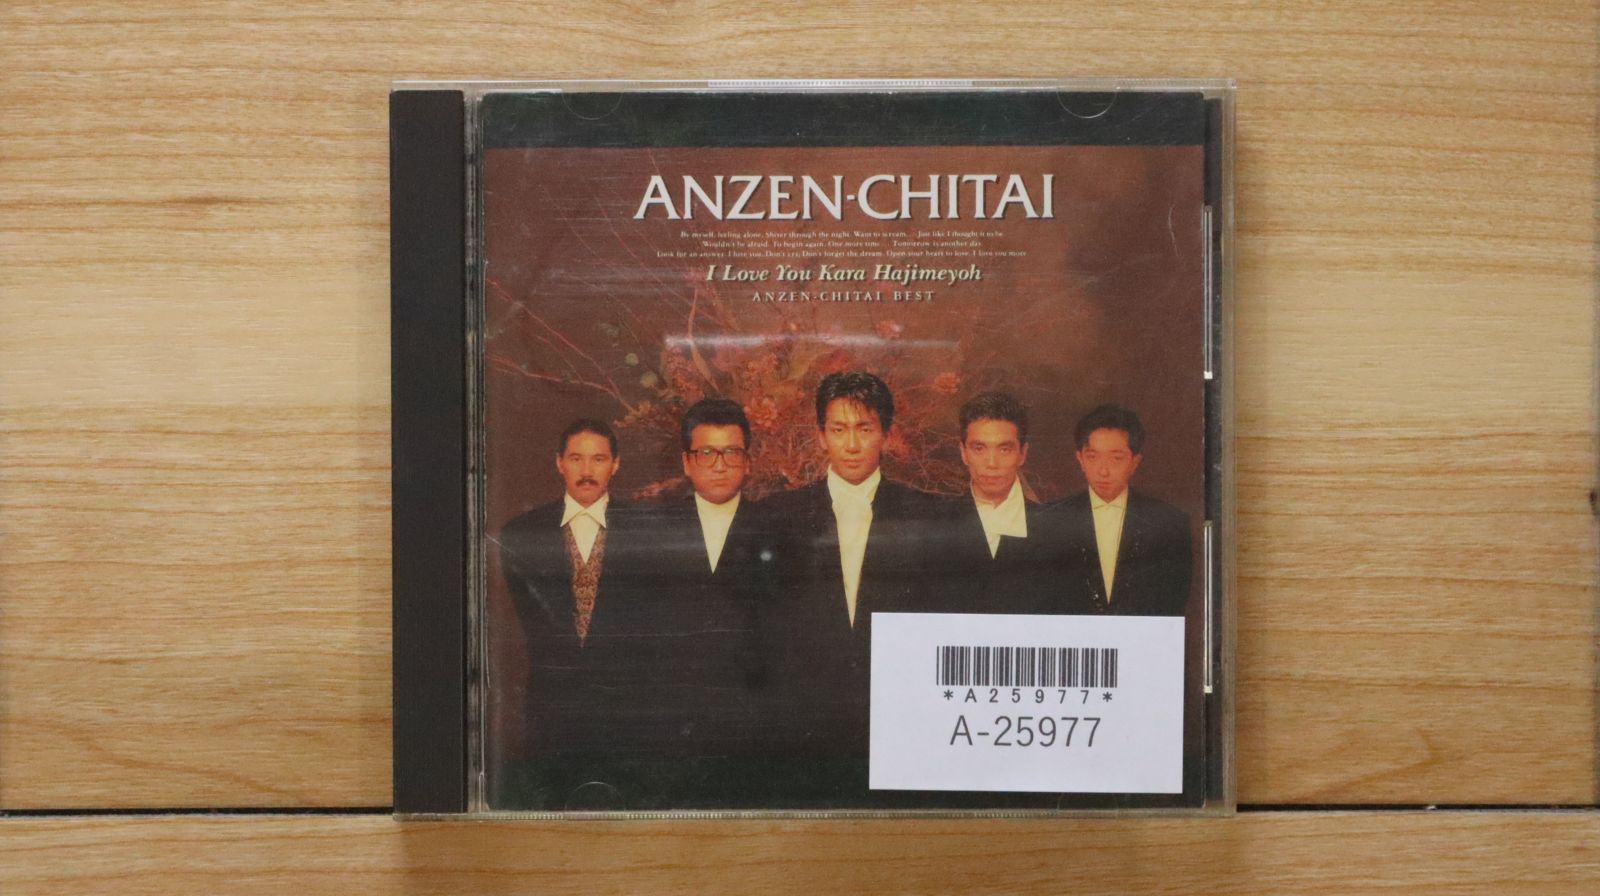 ANZEN-CHITAI
By myself, feeling alone, Shiver through the night. Want to scream... Just like I thought it to be
Wouldn't be afraid. To begin again. One more time... Tomorrow is another day.
Look for an answer. I lose you. Don't cry, Don't forget the dream. Open your heart to love. I love you more
I Love You Kara Hajimeyoh
ANZEN-CHITAI BEST
*A25977*
A-25977